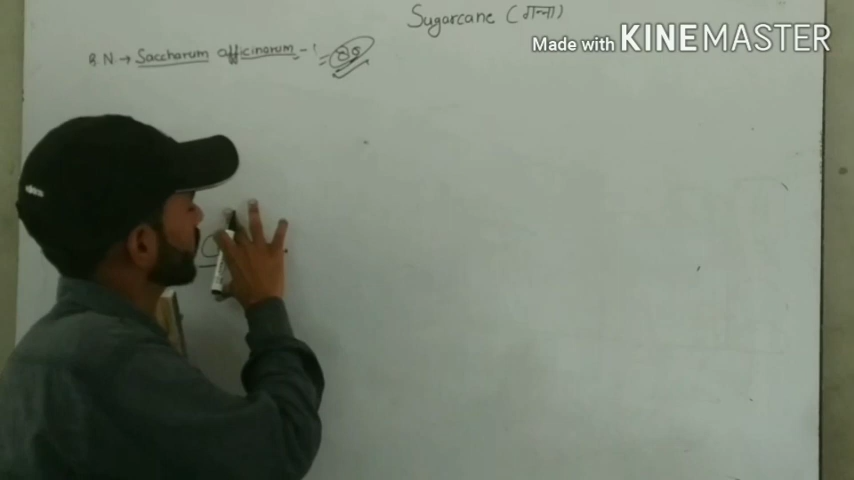 Sugarcane (गन्ना)
Made with KINEMASTER
B.N → Saccharum officinarum -